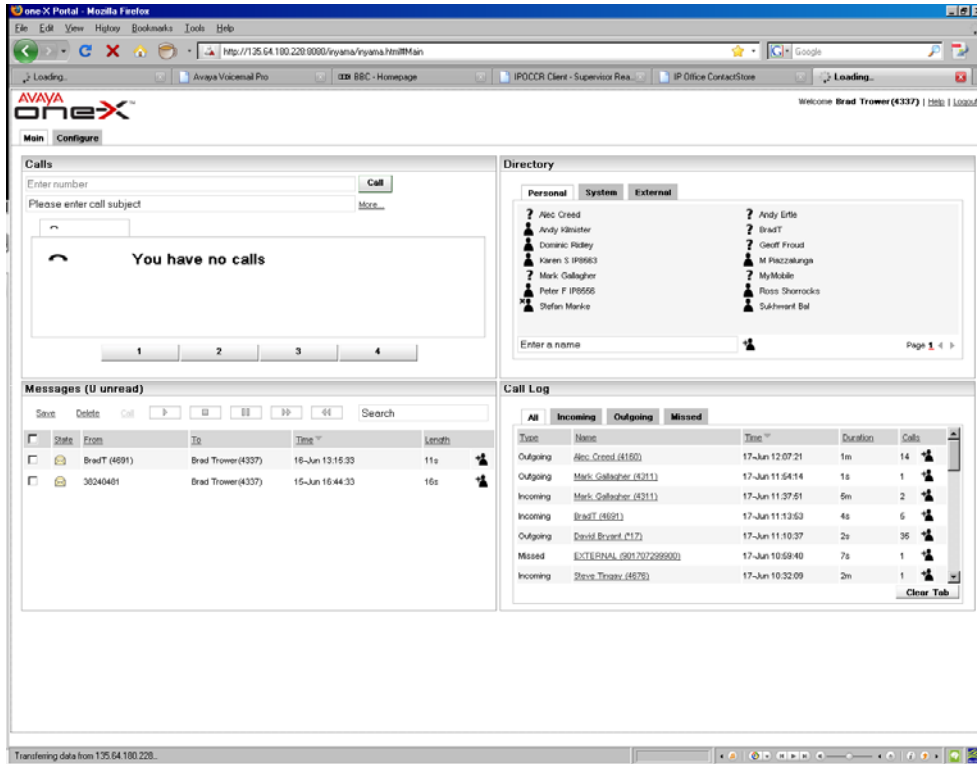 one-X Portal - Mozilla Firefox
File Edit View History Bookmarks Tools Help
http://135.64.180.228:8080/inyama/inyama.html#Main
Google
Loading... Avaya Voicemail Pro BBC - Homepage IPOCCR Client - Supervisor Rea... IP Office ContactStore Loading...
AVAYA
one-X™
Welcome Brad Trower(4337) | Help | Logout
Main Configure
Calls
Enter number Call
Please enter call subject More...
You have no calls
1 2 3 4
Directory
Personal System External
Alec Creed Andy Ertle
Andy Kilmister BradT
Dominic Ridley Geoff Froud
Karen S IP8663 M Piazzalunga
Mark Gallagher MyMobile
Peter F IP8656 Ross Shorrocks
Stefan Manke Sukhwant Bal
Enter a name Page 1
Messages (0 unread)
Save Delete Call Search
State From To Time Length
BradT (4691) Brad Trower(4337) 16-Jun 13:15:33 11s
38240481 Brad Trower(4337) 15-Jun 16:44:33 16s
Call Log
All Incoming Outgoing Missed
Type Name Time Duration Calls
Outgoing Alec Creed (4160) 17-Jun 12:07:21 1m 14
Outgoing Mark Gallagher (4311) 17-Jun 11:54:14 1s 1
Incoming Mark Gallagher (4311) 17-Jun 11:37:51 5m 2
Incoming BradT (4691) 17-Jun 11:13:53 4s 5
Outgoing David Bryant (*17) 17-Jun 11:10:37 2s 35
Missed EXTERNAL (901707299900) 17-Jun 10:59:40 7s 1
Incoming Steve Tingay (4676) 17-Jun 10:32:09 2m 1
Clear Tab
Transferring data from 135.64.180.228...